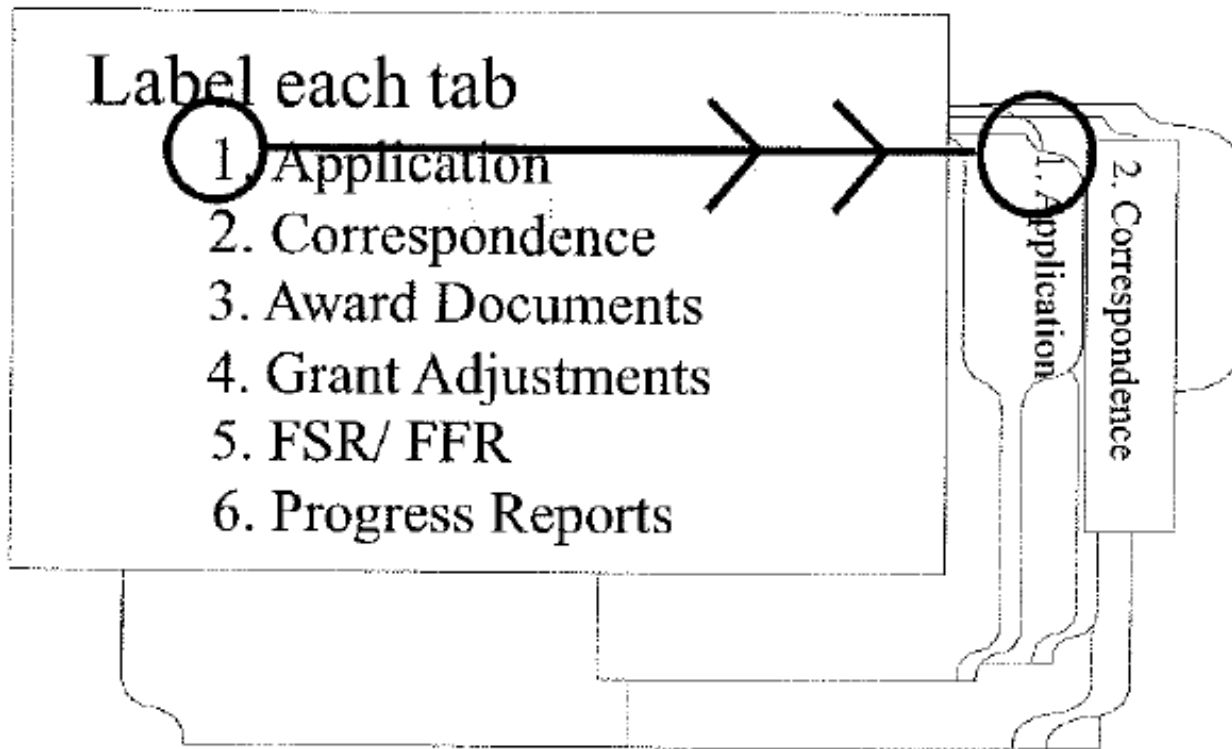 Label each tab
1. Application
2. Correspondence
3. Award Documents
4. Grant Adjustments
5. FSR/ FFR
6. Progress Reports
1. Application
2. Correspondence